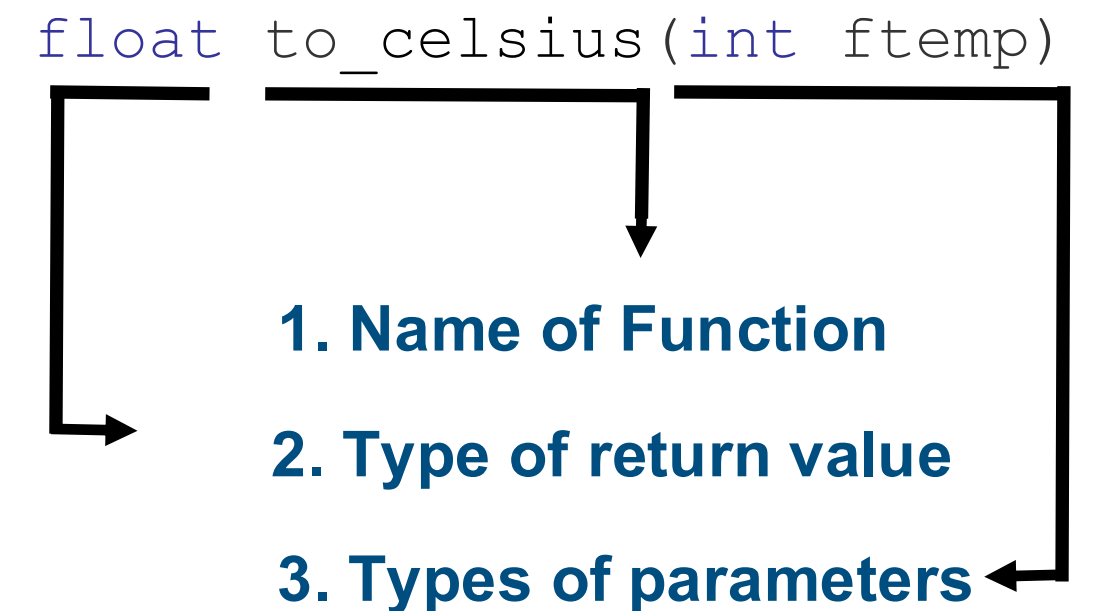 float to_celsius(int ftemp)
1. Name of Function
2. Type of return value
3. Types of parameters